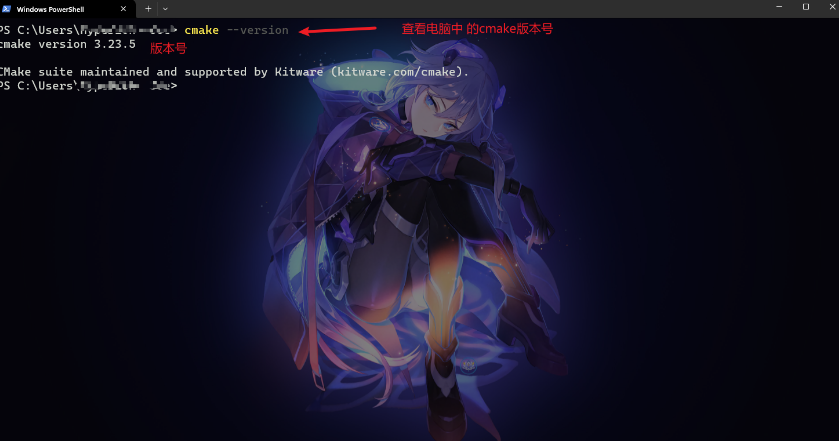 Windows PowerShell
PS C:\Users\ > cmake --version
查看电脑中 的cmake版本号
cmake version 3.23.5
版本号
CMake suite maintained and supported by Kitware (kitware.com/cmake).
PS C:\Users\ >